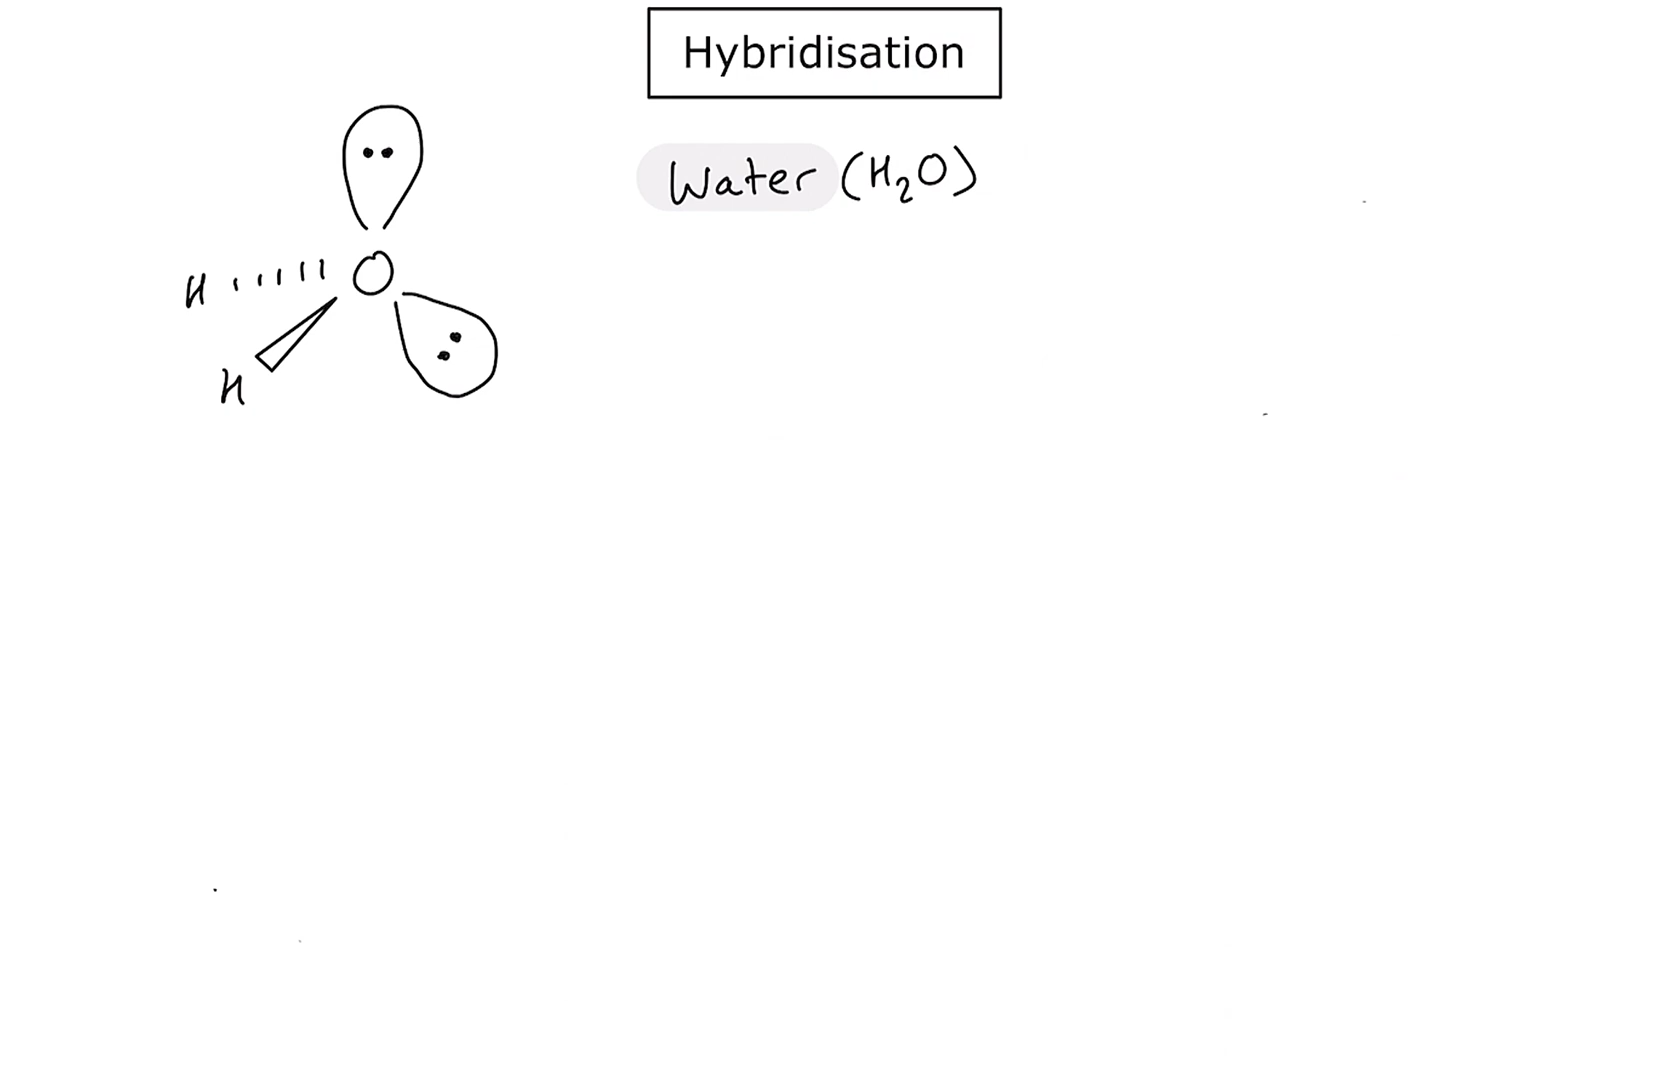 Hybridisation
Water (H₂O)
H O
H